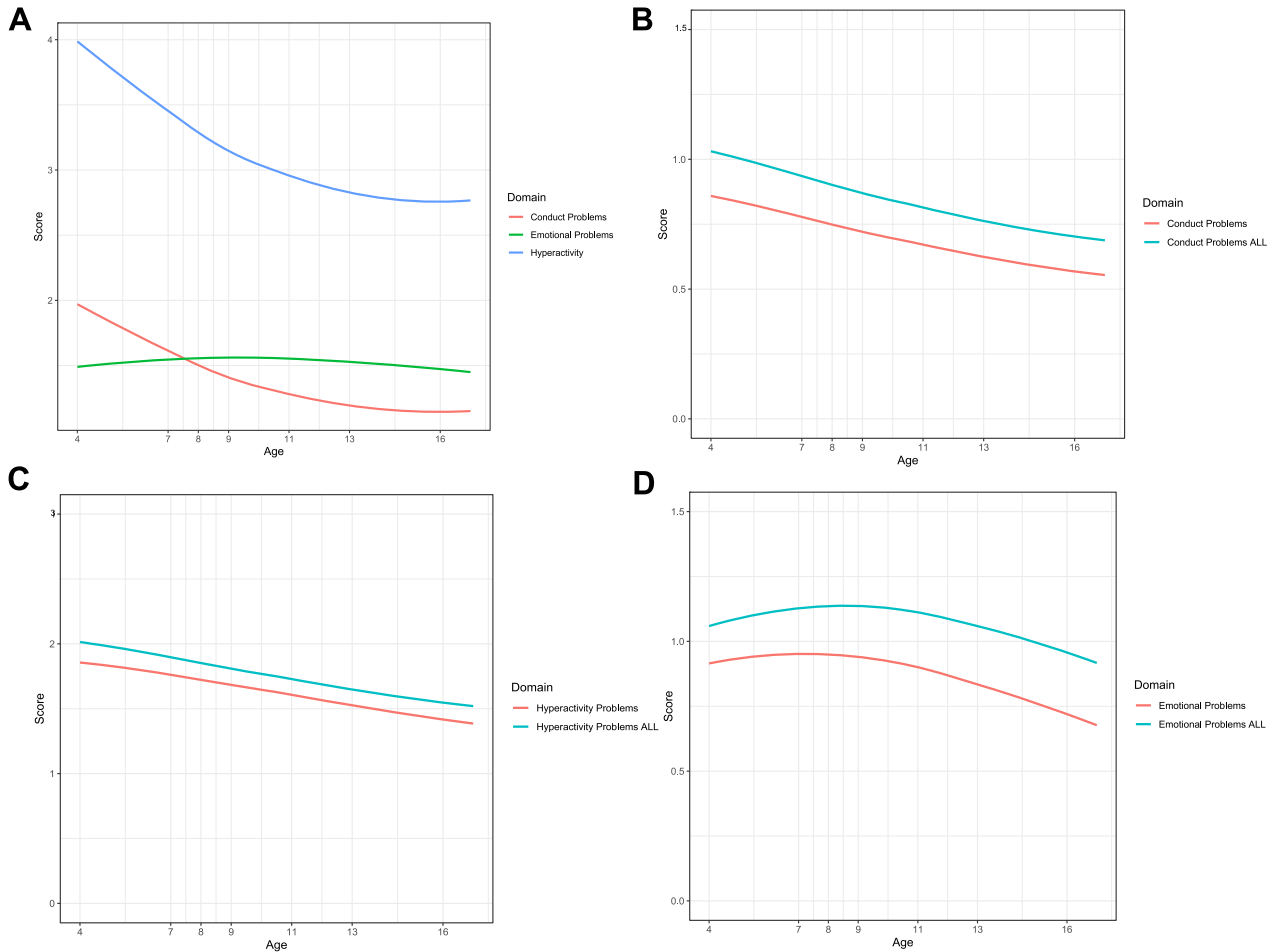 A
4
3
2
Score
4 7 8 9 11 13 16
Age
Domain
Conduct Problems
Emotional Problems
Hyperactivity
B
1.5
1.0
0.5
0.0
Score
4 7 8 9 11 13 16
Age
Domain
Conduct Problems
Conduct Problems ALL
C
3
2
1
0
Score
4 7 8 9 11 13 16
Age
Domain
Hyperactivity Problems
Hyperactivity Problems ALL
D
1.5
1.0
0.5
0.0
Score
4 7 8 9 11 13 16
Age
Domain
Emotional Problems
Emotional Problems ALL